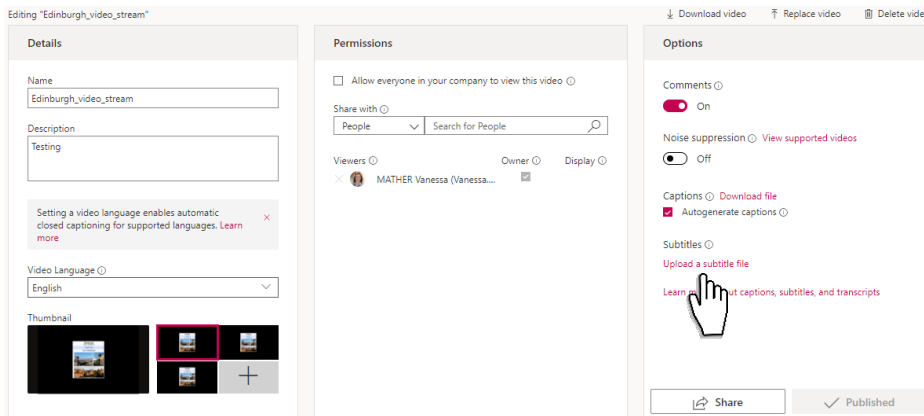 Editing "Edinburgh_video_stream"
Download video
Replace video
Delete vide
Details
Name
Edinburgh_video_stream
Description
Testing
Setting a video language enables automatic
closed captioning for supported languages. Learn
more
Video Language
English
Thumbnail
Permissions
Allow everyone in your company to view this video
Share with
People
Search for People
Viewers
Owner
Display
MATHER Vanessa (Vanessa....
Options
Comments
On
Noise suppression View supported videos
Off
Captions Download file
Autogenerate captions
Subtitles
Upload a subtitle file
Learn ut captions, subtitles, and transcripts
Share
Published